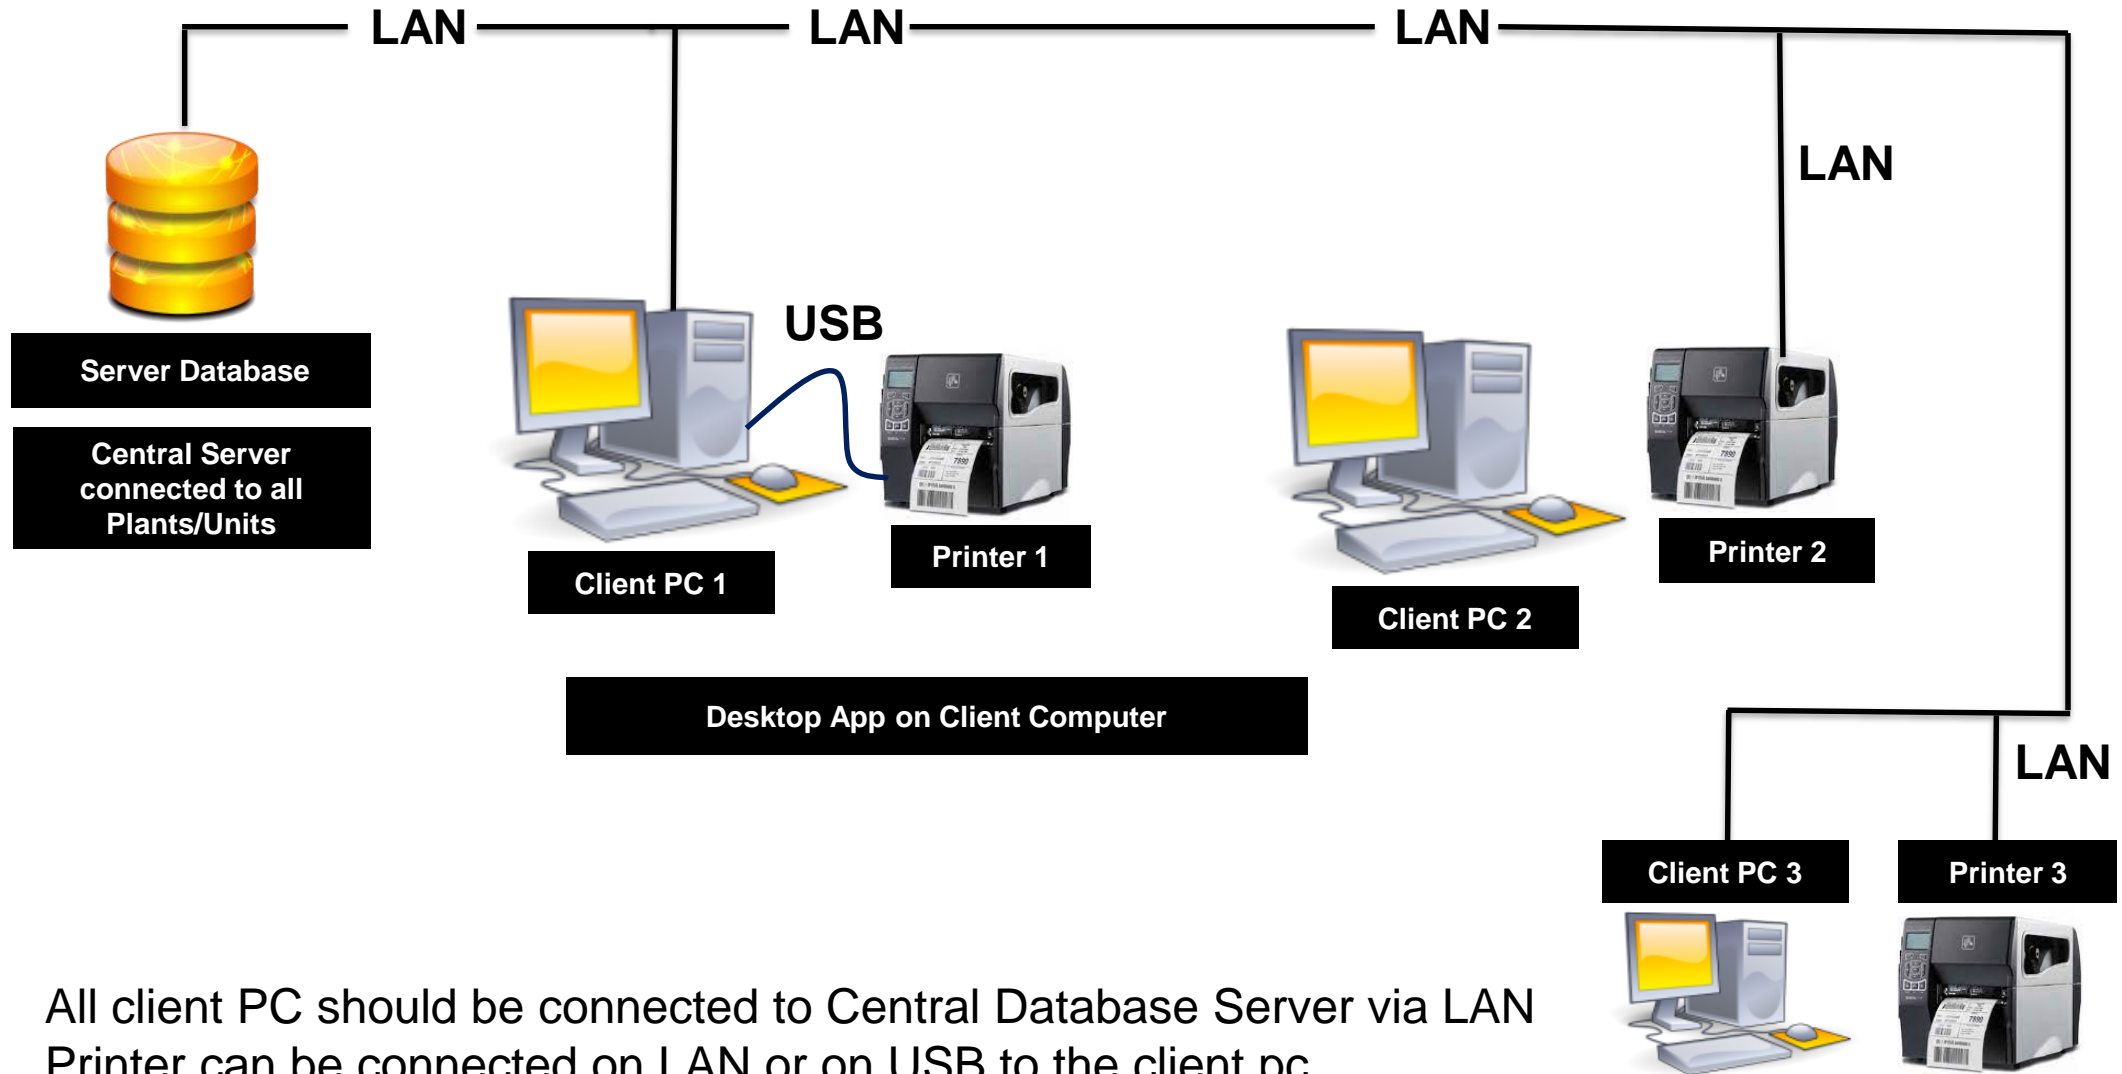 LAN
LAN
LAN
LAN
USB
Server Database
Central Server
connected to all
Plants/Units
Client PC 1
Printer 1
Client PC 2
Printer 2
Desktop App on Client Computer
LAN
Client PC 3
Printer 3
All client PC should be connected to Central Database Server via LAN
Printer can be connected on LAN or on USB to the client pc